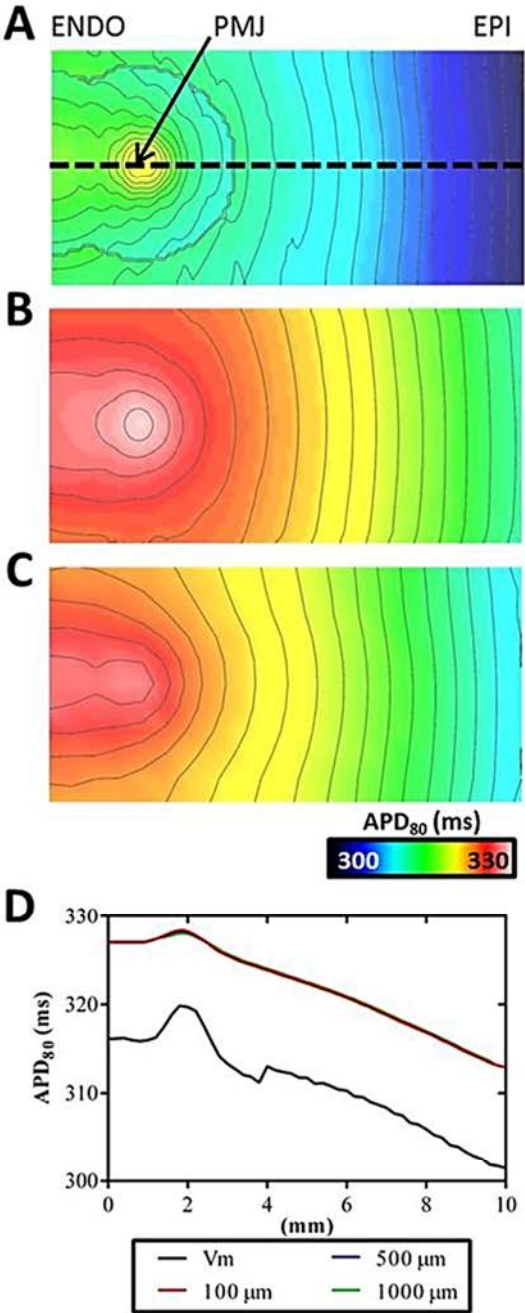 A
ENDO PMJ EPI
B
C
APD80 (ms)
300 330
D
330
320
310
300
APD80 (ms)
0 2 4 6 8 10
(mm)
Vm 500 μm
100 μm 1000 μm